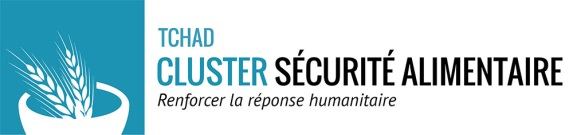 TCHAD
CLUSTER SÉCURITÉ ALIMENTAIRE
Renforcer la réponse humanitaire